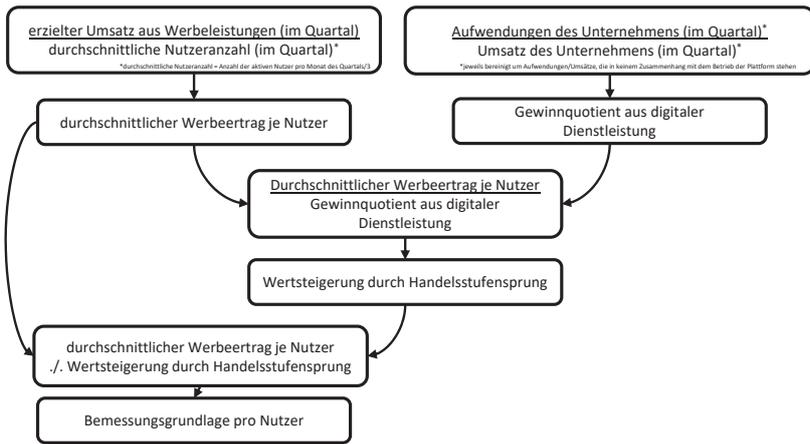 erzielter Umsatz aus Werbeleistungen (im Quartal)
durchschnittliche Nutzeranzahl (im Quartal)*
*durchschnittliche Nutzeranzahl = Anzahl der aktiven Nutzer pro Monat des Quartals/3
Aufwendungen des Unternehmens (im Quartal)*
Umsatz des Unternehmens (im Quartal)*
*jeweils bereinigt um Aufwendungen/Umsätze, die in keinem Zusammenhang mit dem Betrieb der Plattform stehen
durchschnittlicher Werbeertrag je Nutzer
Gewinnquotient aus digitaler
Dienstleistung
Durchschnittlicher Werbeertrag je Nutzer
Gewinnquotient aus digitaler
Dienstleistung
Wertsteigerung durch Handelsstufensprung
durchschnittlicher Werbeertrag je Nutzer
./. Wertsteigerung durch Handelsstufensprung
Bemessungsgrundlage pro Nutzer